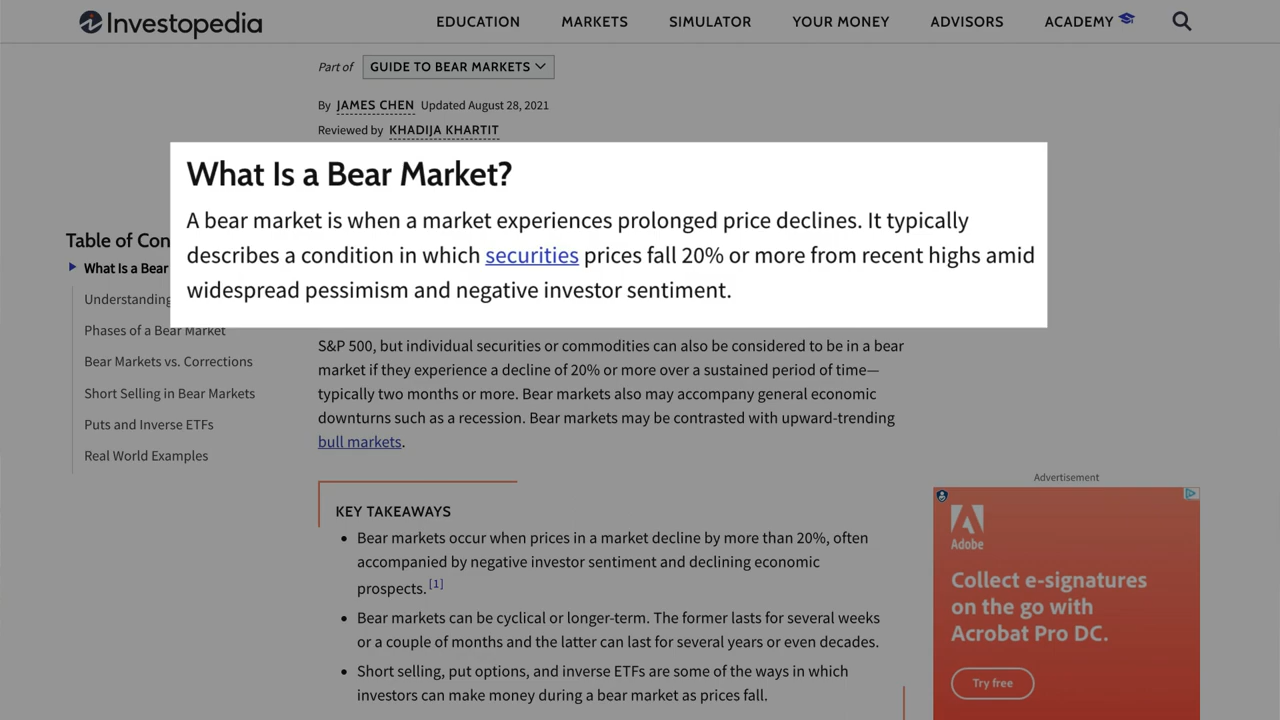 Investopedia
EDUCATION MARKETS SIMULATOR YOUR MONEY ADVISORS ACADEMY
Part of GUIDE TO BEAR MARKETS
By JAMES CHEN Updated August 28, 2021
Reviewed by KHADIJA KHARTIT
What Is a Bear Market?
A bear market is when a market experiences prolonged price declines. It typically
describes a condition in which securities prices fall 20% or more from recent highs amid
widespread pessimism and negative investor sentiment.
Table of Con
What Is a Bear
Understanding
Phases of a Bear Market
Bear Markets vs. Corrections
Short Selling in Bear Markets
Puts and Inverse ETFs
Real World Examples
S&P 500, but individual securities or commodities can also be considered to be in a bear
market if they experience a decline of 20% or more over a sustained period of time—
typically two months or more. Bear markets also may accompany general economic
downturns such as a recession. Bear markets may be contrasted with upward-trending
bull markets.
KEY TAKEAWAYS
• Bear markets occur when prices in a market decline by more than 20%, often
accompanied by negative investor sentiment and declining economic
prospects. [1]
• Bear markets can be cyclical or longer-term. The former lasts for several weeks
or a couple of months and the latter can last for several years or even decades.
• Short selling, put options, and inverse ETFs are some of the ways in which
investors can make money during a bear market as prices fall.
Advertisement
Adobe
Collect e-signatures
on the go with
Acrobat Pro DC.
Try free